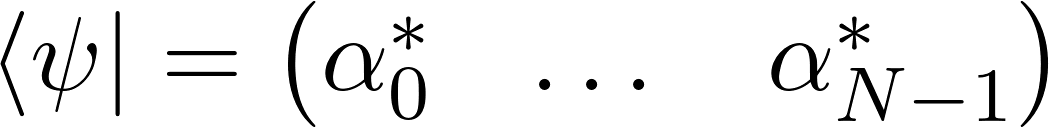 ⟨ψ| = (α₀* … α*_{N−1})